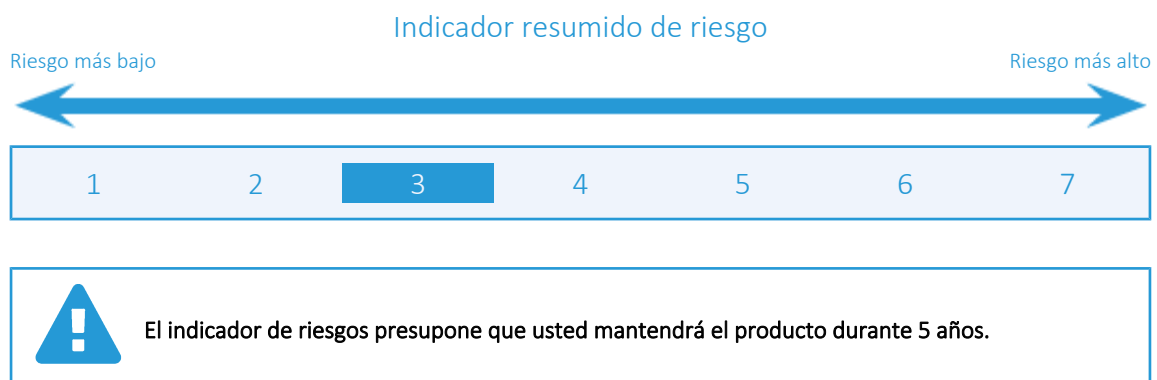 Indicador resumido de riesgo
Riesgo más bajo Riesgo más alto
1 2 3 4 5 6 7
El indicador de riesgos presupone que usted mantendrá el producto durante 5 años.